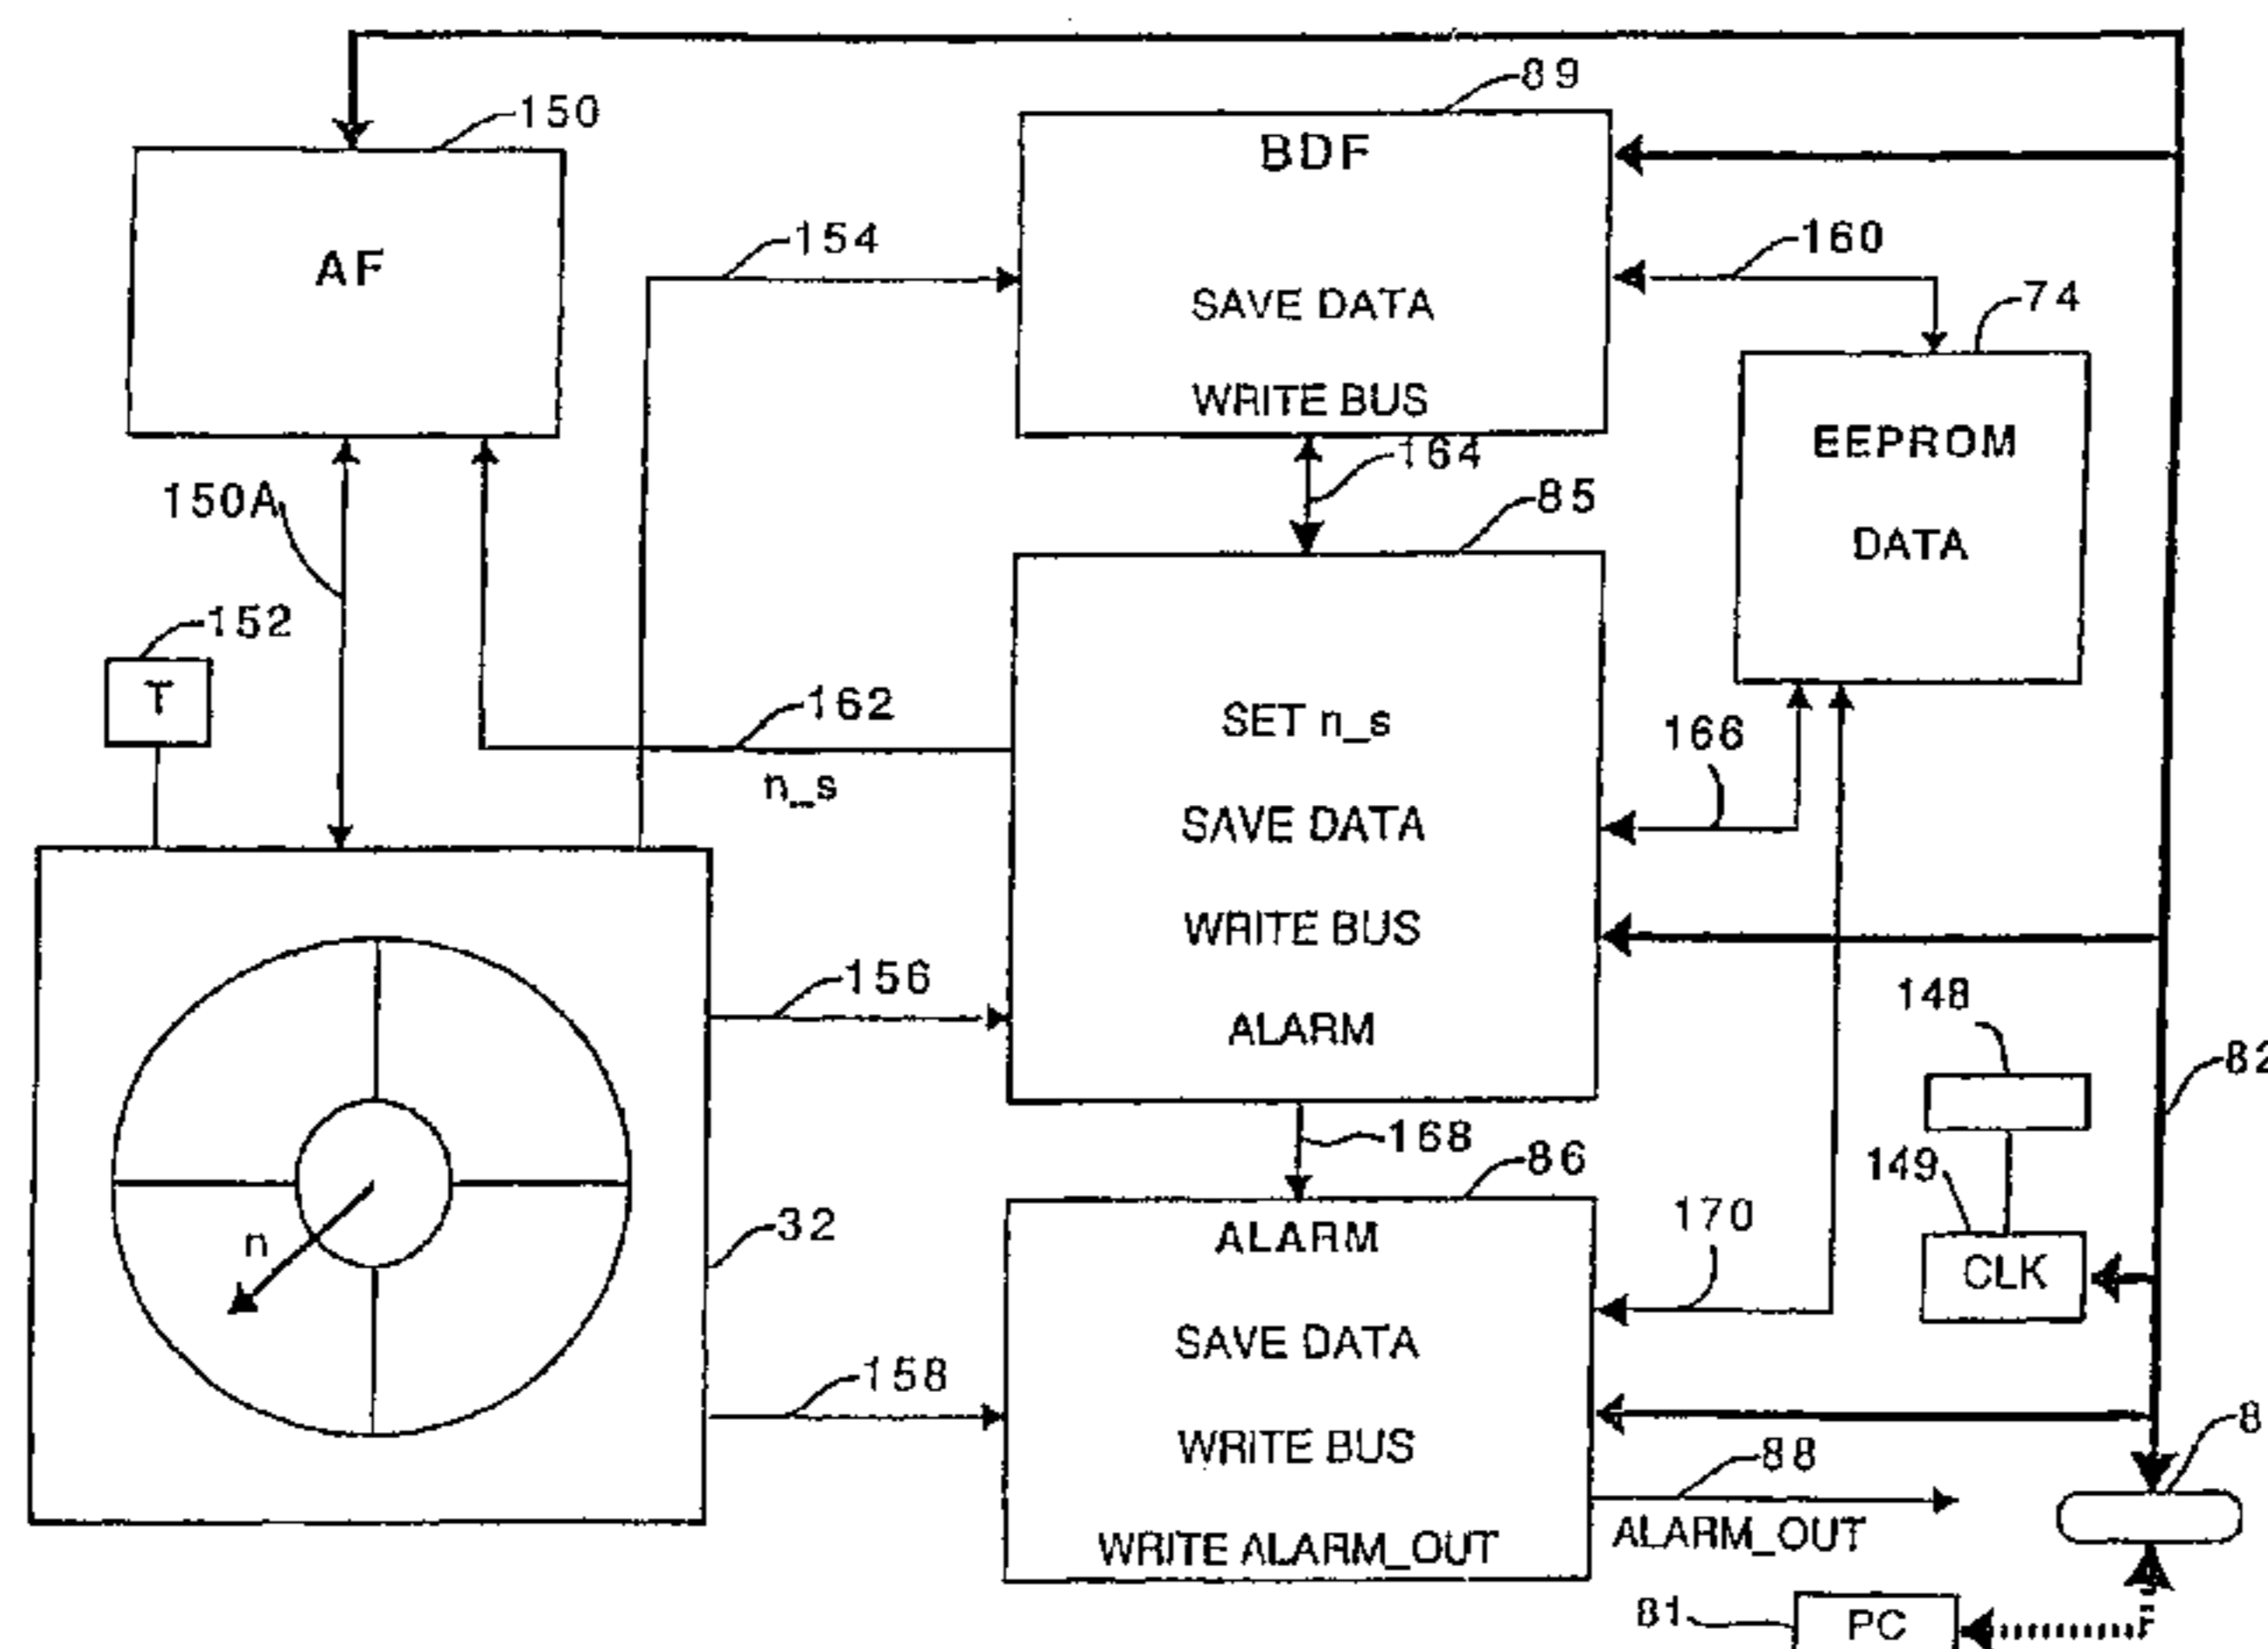 89
150
BDF
AF
154
160
SAVE DATA
74
WRITE BUS
EEPROM
164
150A
85
DATA
152
T
162
SET n_s
166
n_s
SAVE DATA
WRITE BUS
156
148
ALARM
82
168
149
86
170
32
ALARM
n
CLK
SAVE DATA
158
8
WRITE BUS
88
ALARM_OUT
WRITE ALARM_OUT
81
PC